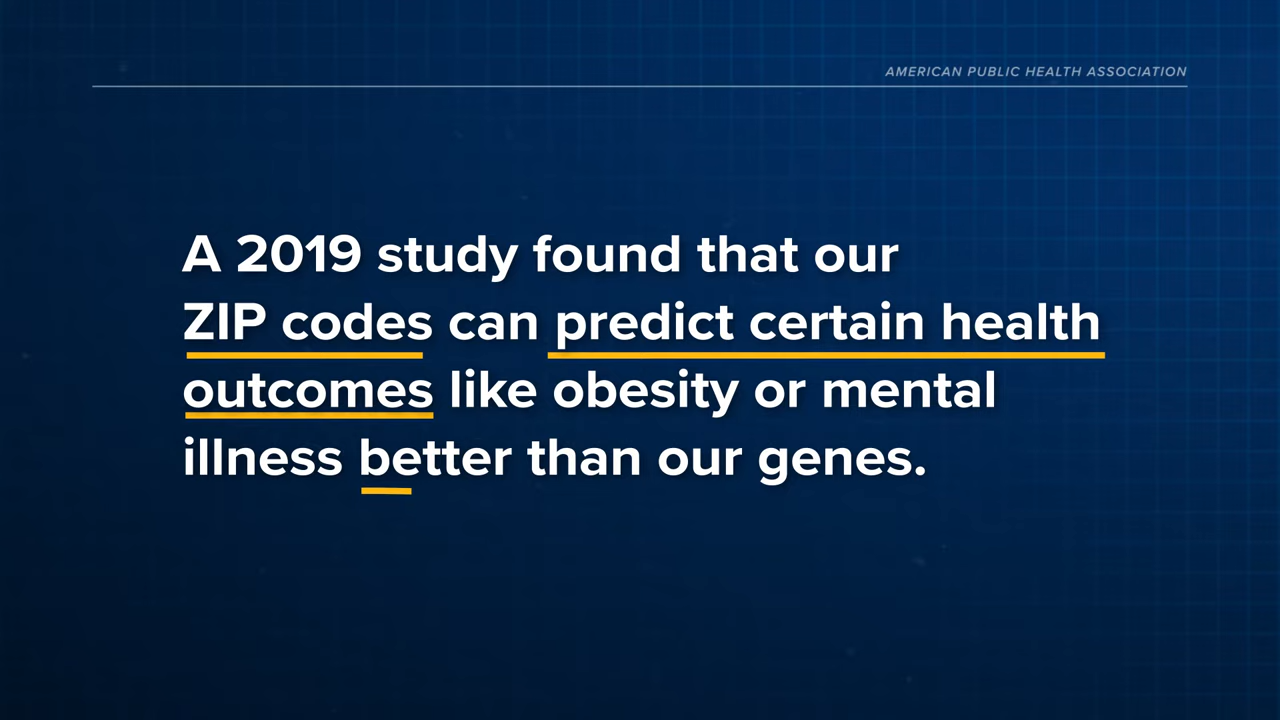 AMERICAN PUBLIC HEALTH ASSOCIATION
A 2019 study found that our
ZIP codes can predict certain health
outcomes like obesity or mental
illness better than our genes.